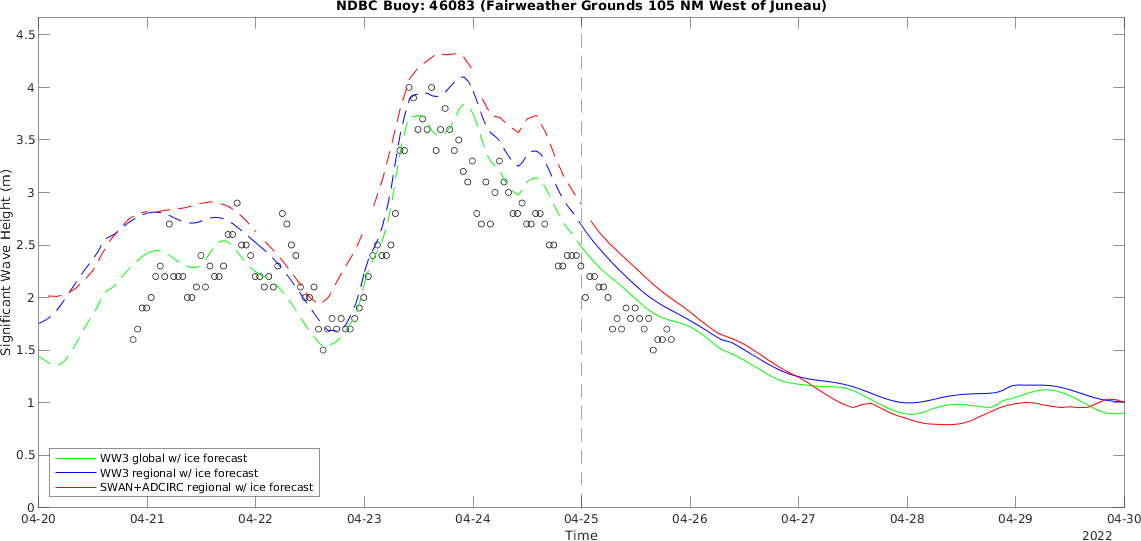 NDBC Buoy: 46083 (Fairweather Grounds 105 NM West of Juneau)
Significant Wave Height (m)
4.5
4
3.5
3
2.5
2
1.5
1
0.5
0
WW3 global w/ ice forecast
WW3 regional w/ ice forecast
SWAN+ADCIRC regional w/ ice forecast
04-20 04-21 04-22 04-23 04-24 04-25 04-26 04-27 04-28 04-29 04-30
Time
2022